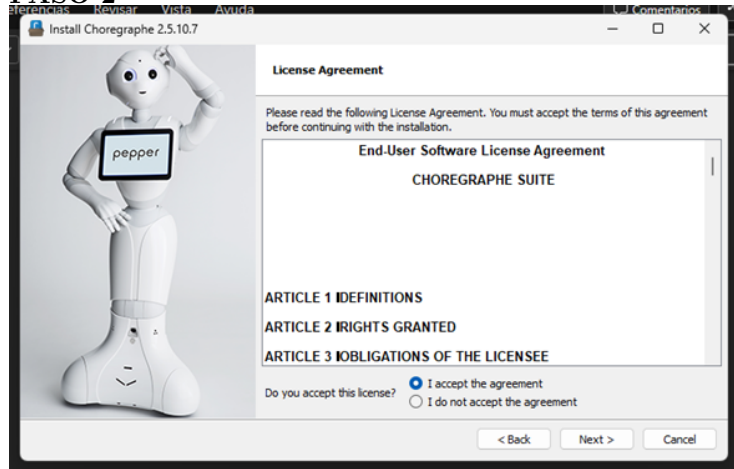 PASO 2
eferencias Revisar Vista Ayuda Comentarios
Install Choregraphe 2.5.10.7
License Agreement
Please read the following License Agreement. You must accept the terms of this agreement
before continuing with the installation.
pepper
End-User Software License Agreement
CHOREGRAPHE SUITE
ARTICLE 1 IDEFINITIONS
ARTICLE 2 IRIGHTS GRANTED
ARTICLE 3 IOBLIGATIONS OF THE LICENSEE
Do you accept this license?
I accept the agreement
I do not accept the agreement
< Back Next > Cancel